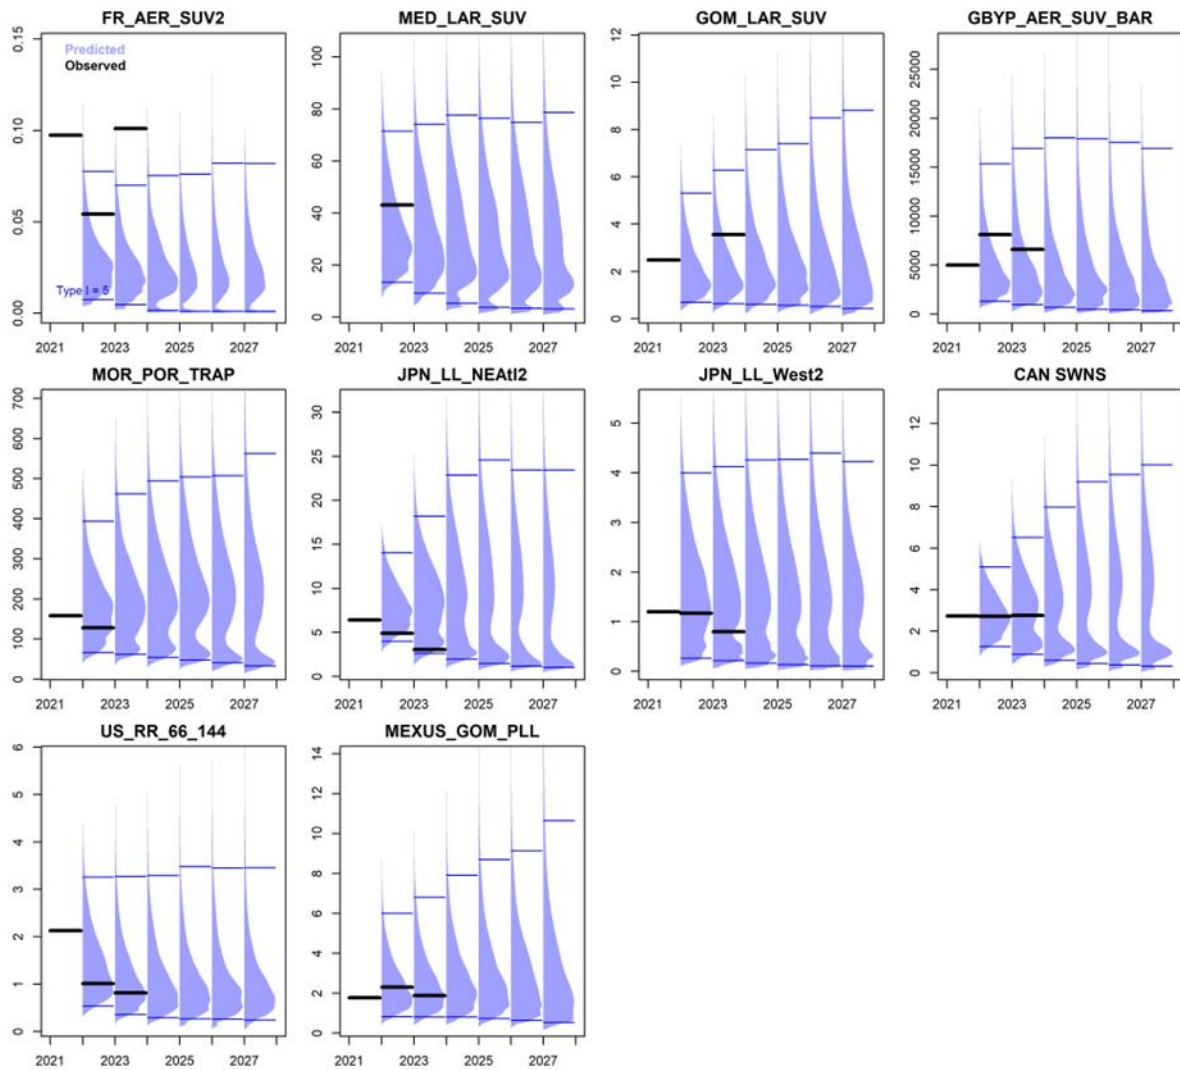 FR_AER_SUV2
0.15
0.10
0.05
0.00
Predicted
Observed
Type I = 5
2021 2023 2025 2027
MED_LAR_SUV
100
80
60
40
20
0
2021 2023 2025 2027
GOM_LAR_SUV
12
10
8
6
4
2
0
2021 2023 2025 2027
GBYP_AER_SUV_BAR
25000
20000
15000
10000
5000
0
2021 2023 2025 2027
MOR_POR_TRAP
700
600
500
400
300
200
100
0
2021 2023 2025 2027
JPN_LL_NEAtl2
30
25
20
15
10
5
0
2021 2023 2025 2027
JPN_LL_West2
5
4
3
2
1
0
2021 2023 2025 2027
CAN SWNS
12
10
8
6
4
2
0
2021 2023 2025 2027
US_RR_66_144
6
5
4
3
2
1
0
2021 2023 2025 2027
MEXUS_GOM_PLL
14
12
10
8
6
4
2
0
2021 2023 2025 2027